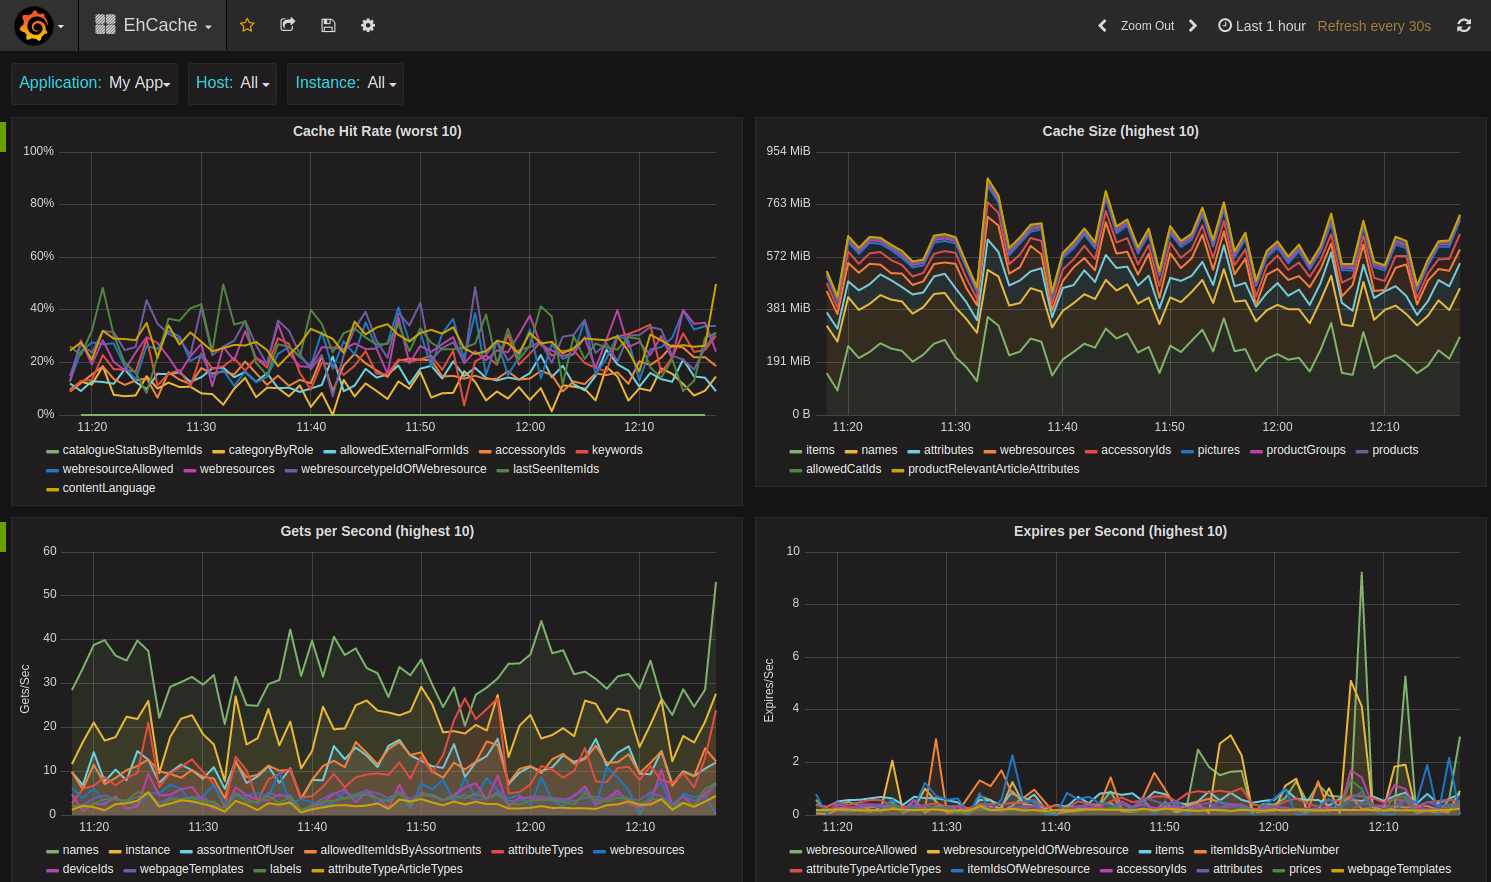 EhCache
Zoom Out Last 1 hour Refresh every 30s
Application: My App Host: All Instance: All
Cache Hit Rate (worst 10)
100%
80%
60%
40%
20%
0%
11:20 11:30 11:40 11:50 12:00 12:10
catalogueStatusByItemIds categoryByRole allowedExternalFormIds accessoryIds keywords
webresourceAllowed webresources webresourcetypeIdOfWebresource lastSeenItemIds
contentLanguage
Cache Size (highest 10)
954 MiB
763 MiB
572 MiB
381 MiB
191 MiB
0 B
11:20 11:30 11:40 11:50 12:00 12:10
items names attributes webresources accessoryIds pictures productGroups products
allowedCatIds productRelevantArticleAttributes
Gets per Second (highest 10)
Gets/Sec
60
50
40
30
20
10
0
11:20 11:30 11:40 11:50 12:00 12:10
names instance assortmentOfUser allowedItemIdsByAssortments attributeTypes webresources
deviceIds webpageTemplates labels attributeTypeArticleTypes
Expires per Second (highest 10)
Expires/Sec
10
8
6
4
2
0
11:20 11:30 11:40 11:50 12:00 12:10
webresourceAllowed webresourcetypeIdOfWebresource items itemIdsByArticleNumber
attributeTypeArticleTypes itemIdsOfWebresource accessoryIds attributes prices webpageTemplates